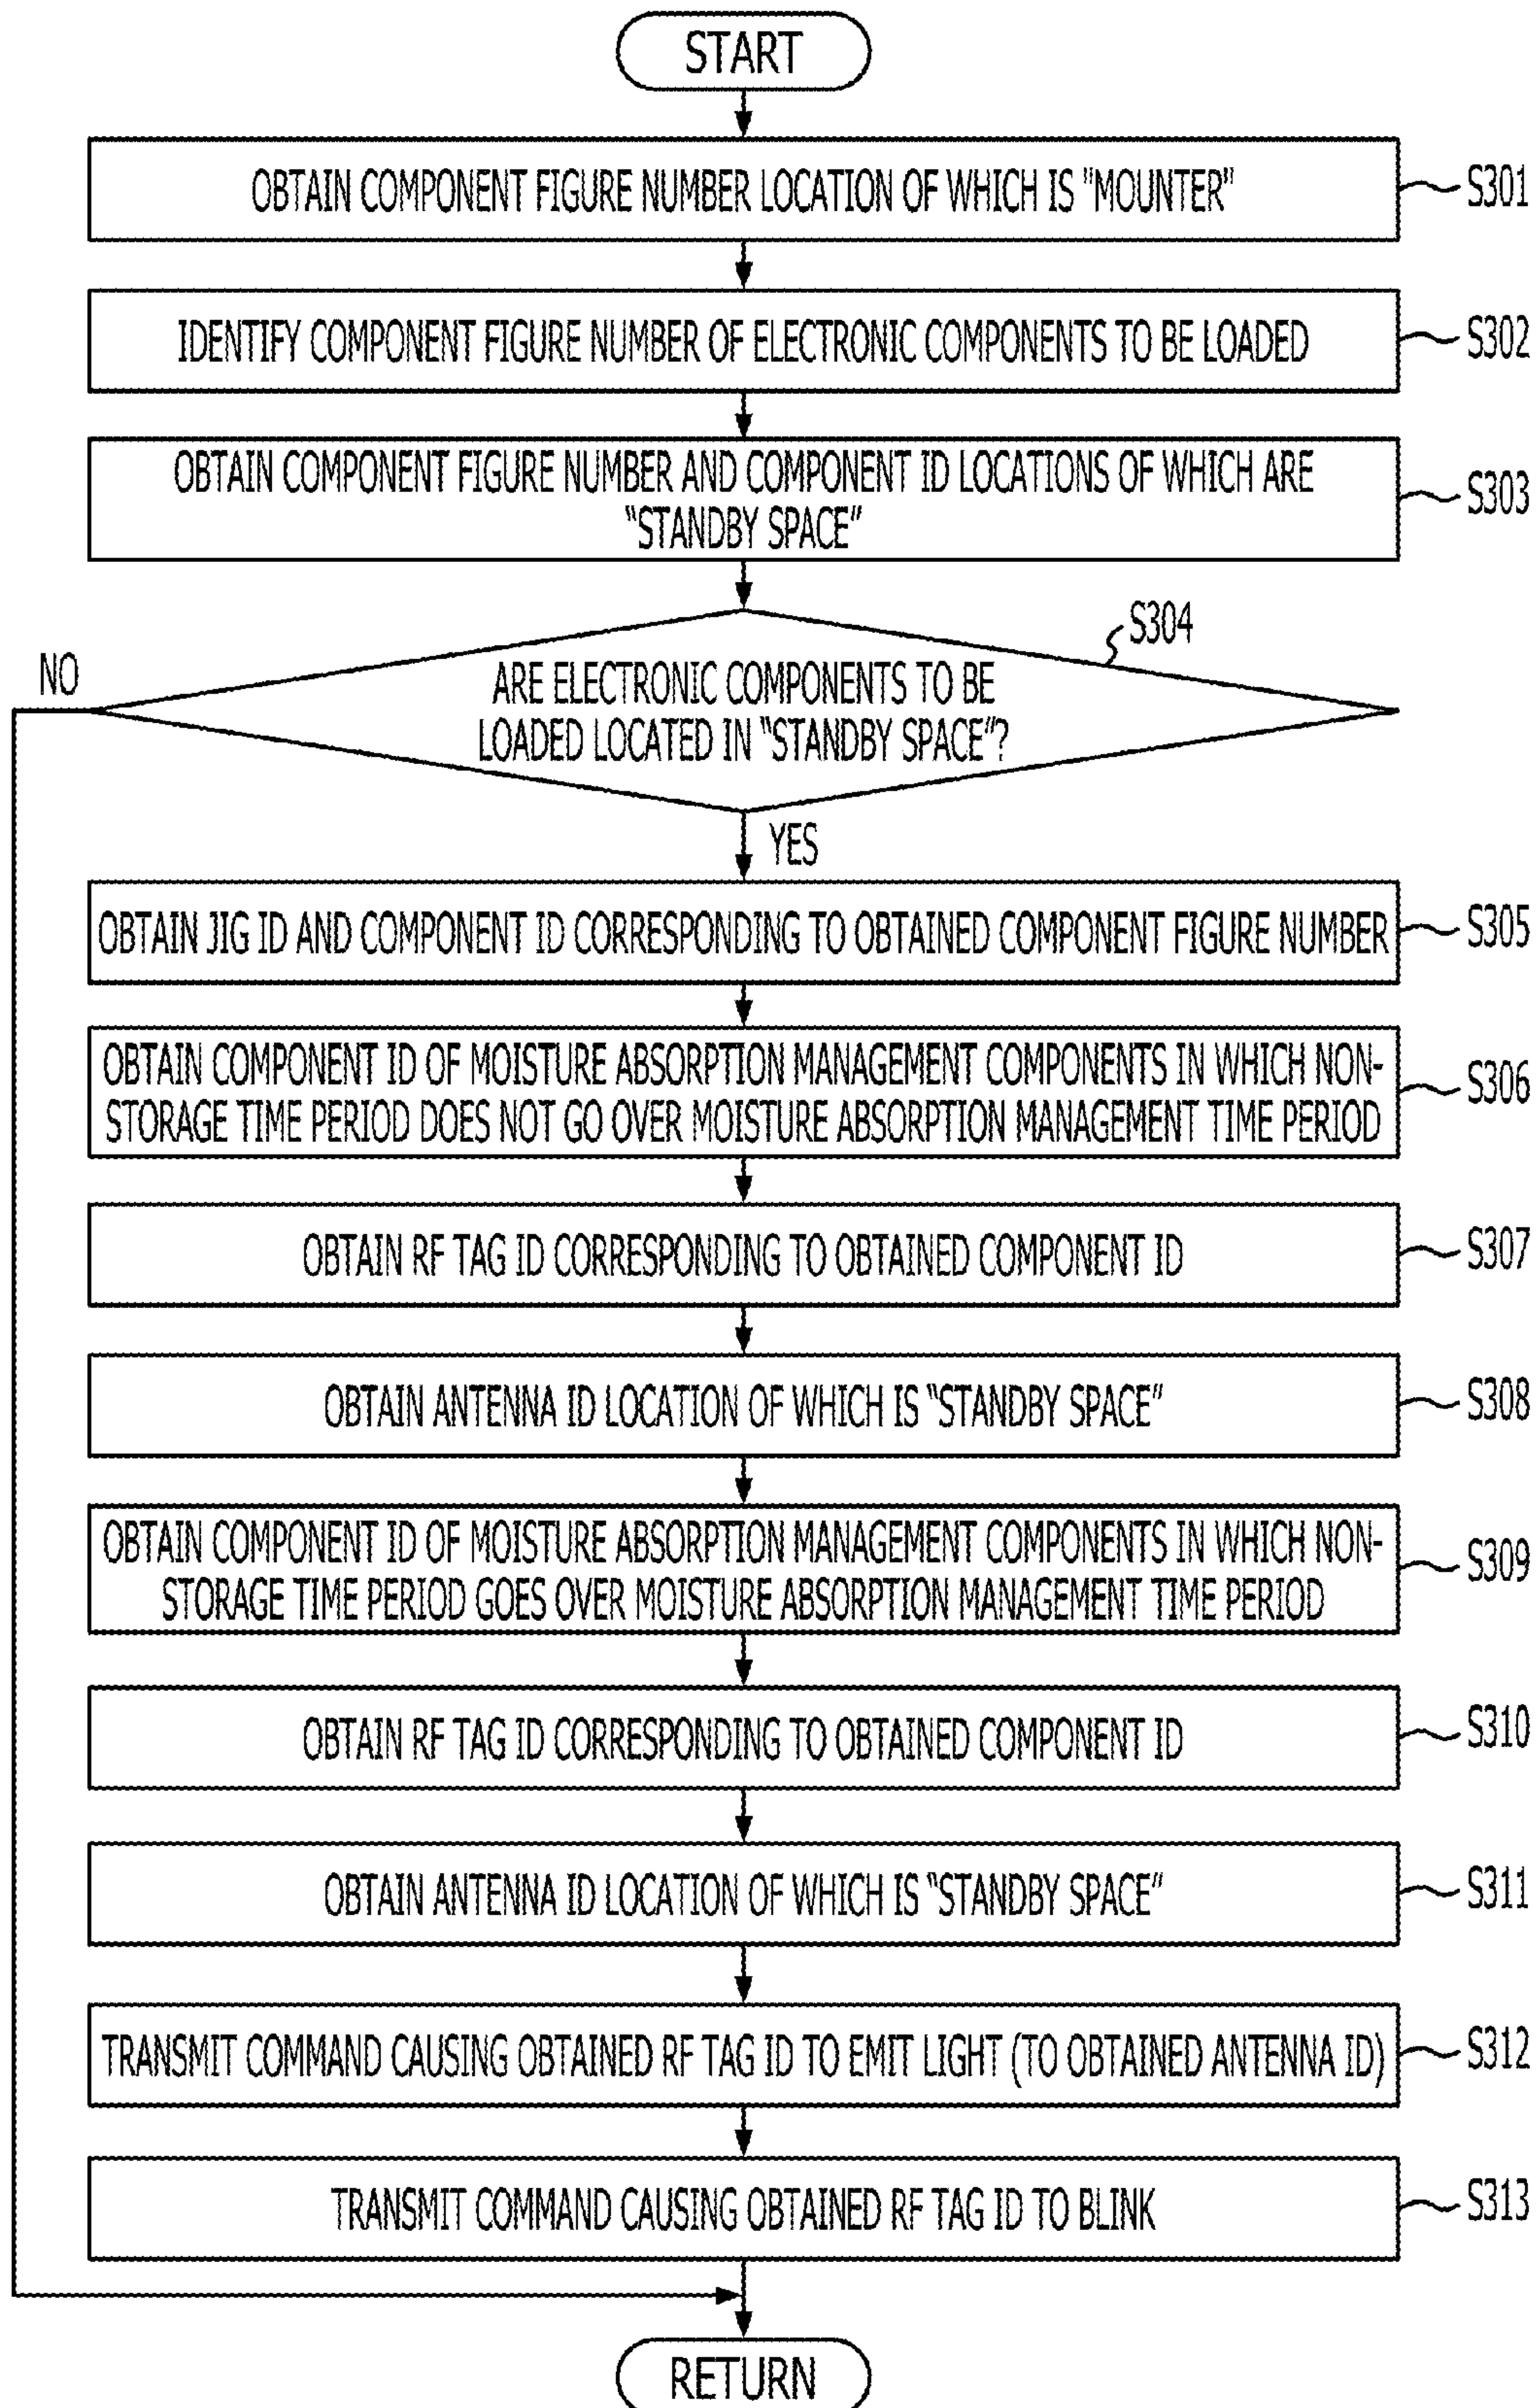 START
OBTAIN COMPONENT FIGURE NUMBER LOCATION OF WHICH IS "MOUNTER"
S301
IDENTIFY COMPONENT FIGURE NUMBER OF ELECTRONIC COMPONENTS TO BE LOADED
S302
OBTAIN COMPONENT FIGURE NUMBER AND COMPONENT ID LOCATIONS OF WHICH ARE
“STANDBY SPACE”
S303
S304
NO
ARE ELECTRONIC COMPONENTS TO BE
LOADED LOCATED IN “STANDBY SPACE”?
YES
OBTAIN JIG ID AND COMPONENT ID CORRESPONDING TO OBTAINED COMPONENT FIGURE NUMBER
S305
OBTAIN COMPONENT ID OF MOISTURE ABSORPTION MANAGEMENT COMPONENTS IN WHICH NON-
STORAGE TIME PERIOD DOES NOT GO OVER MOISTURE ABSORPTION MANAGEMENT TIME PERIOD
S306
OBTAIN RF TAG ID CORRESPONDING TO OBTAINED COMPONENT ID
S307
OBTAIN ANTENNA ID LOCATION OF WHICH IS “STANDBY SPACE”
S308
OBTAIN COMPONENT ID OF MOISTURE ABSORPTION MANAGEMENT COMPONENTS IN WHICH NON-
STORAGE TIME PERIOD GOES OVER MOISTURE ABSORPTION MANAGEMENT TIME PERIOD
S309
OBTAIN RF TAG ID CORRESPONDING TO OBTAINED COMPONENT ID
S310
OBTAIN ANTENNA ID LOCATION OF WHICH IS “STANDBY SPACE”
S311
TRANSMIT COMMAND CAUSING OBTAINED RF TAG ID TO EMIT LIGHT (TO OBTAINED ANTENNA ID)
S312
TRANSMIT COMMAND CAUSING OBTAINED RF TAG ID TO BLINK
S313
RETURN